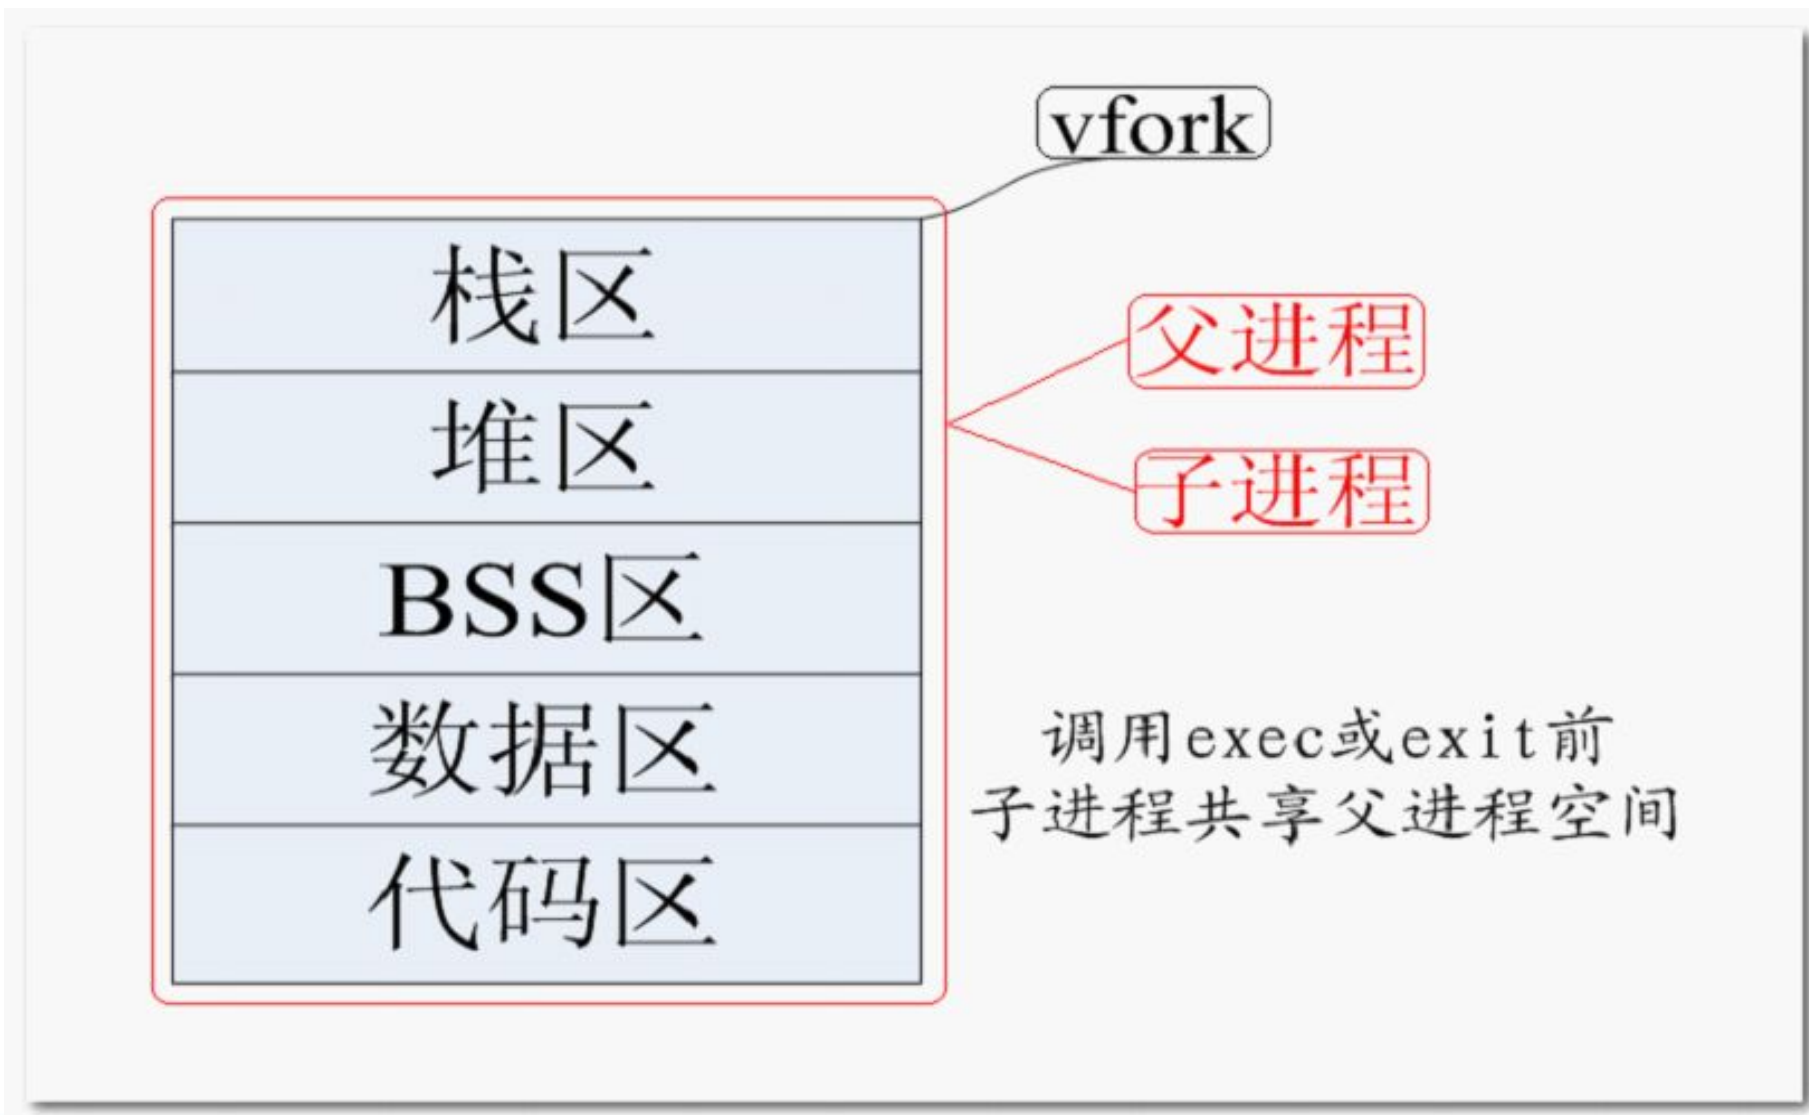 vfork
栈区
父进程
堆区
子进程
BSS区
数据区
调用exec或exit前
子进程共享父进程空间
代码区